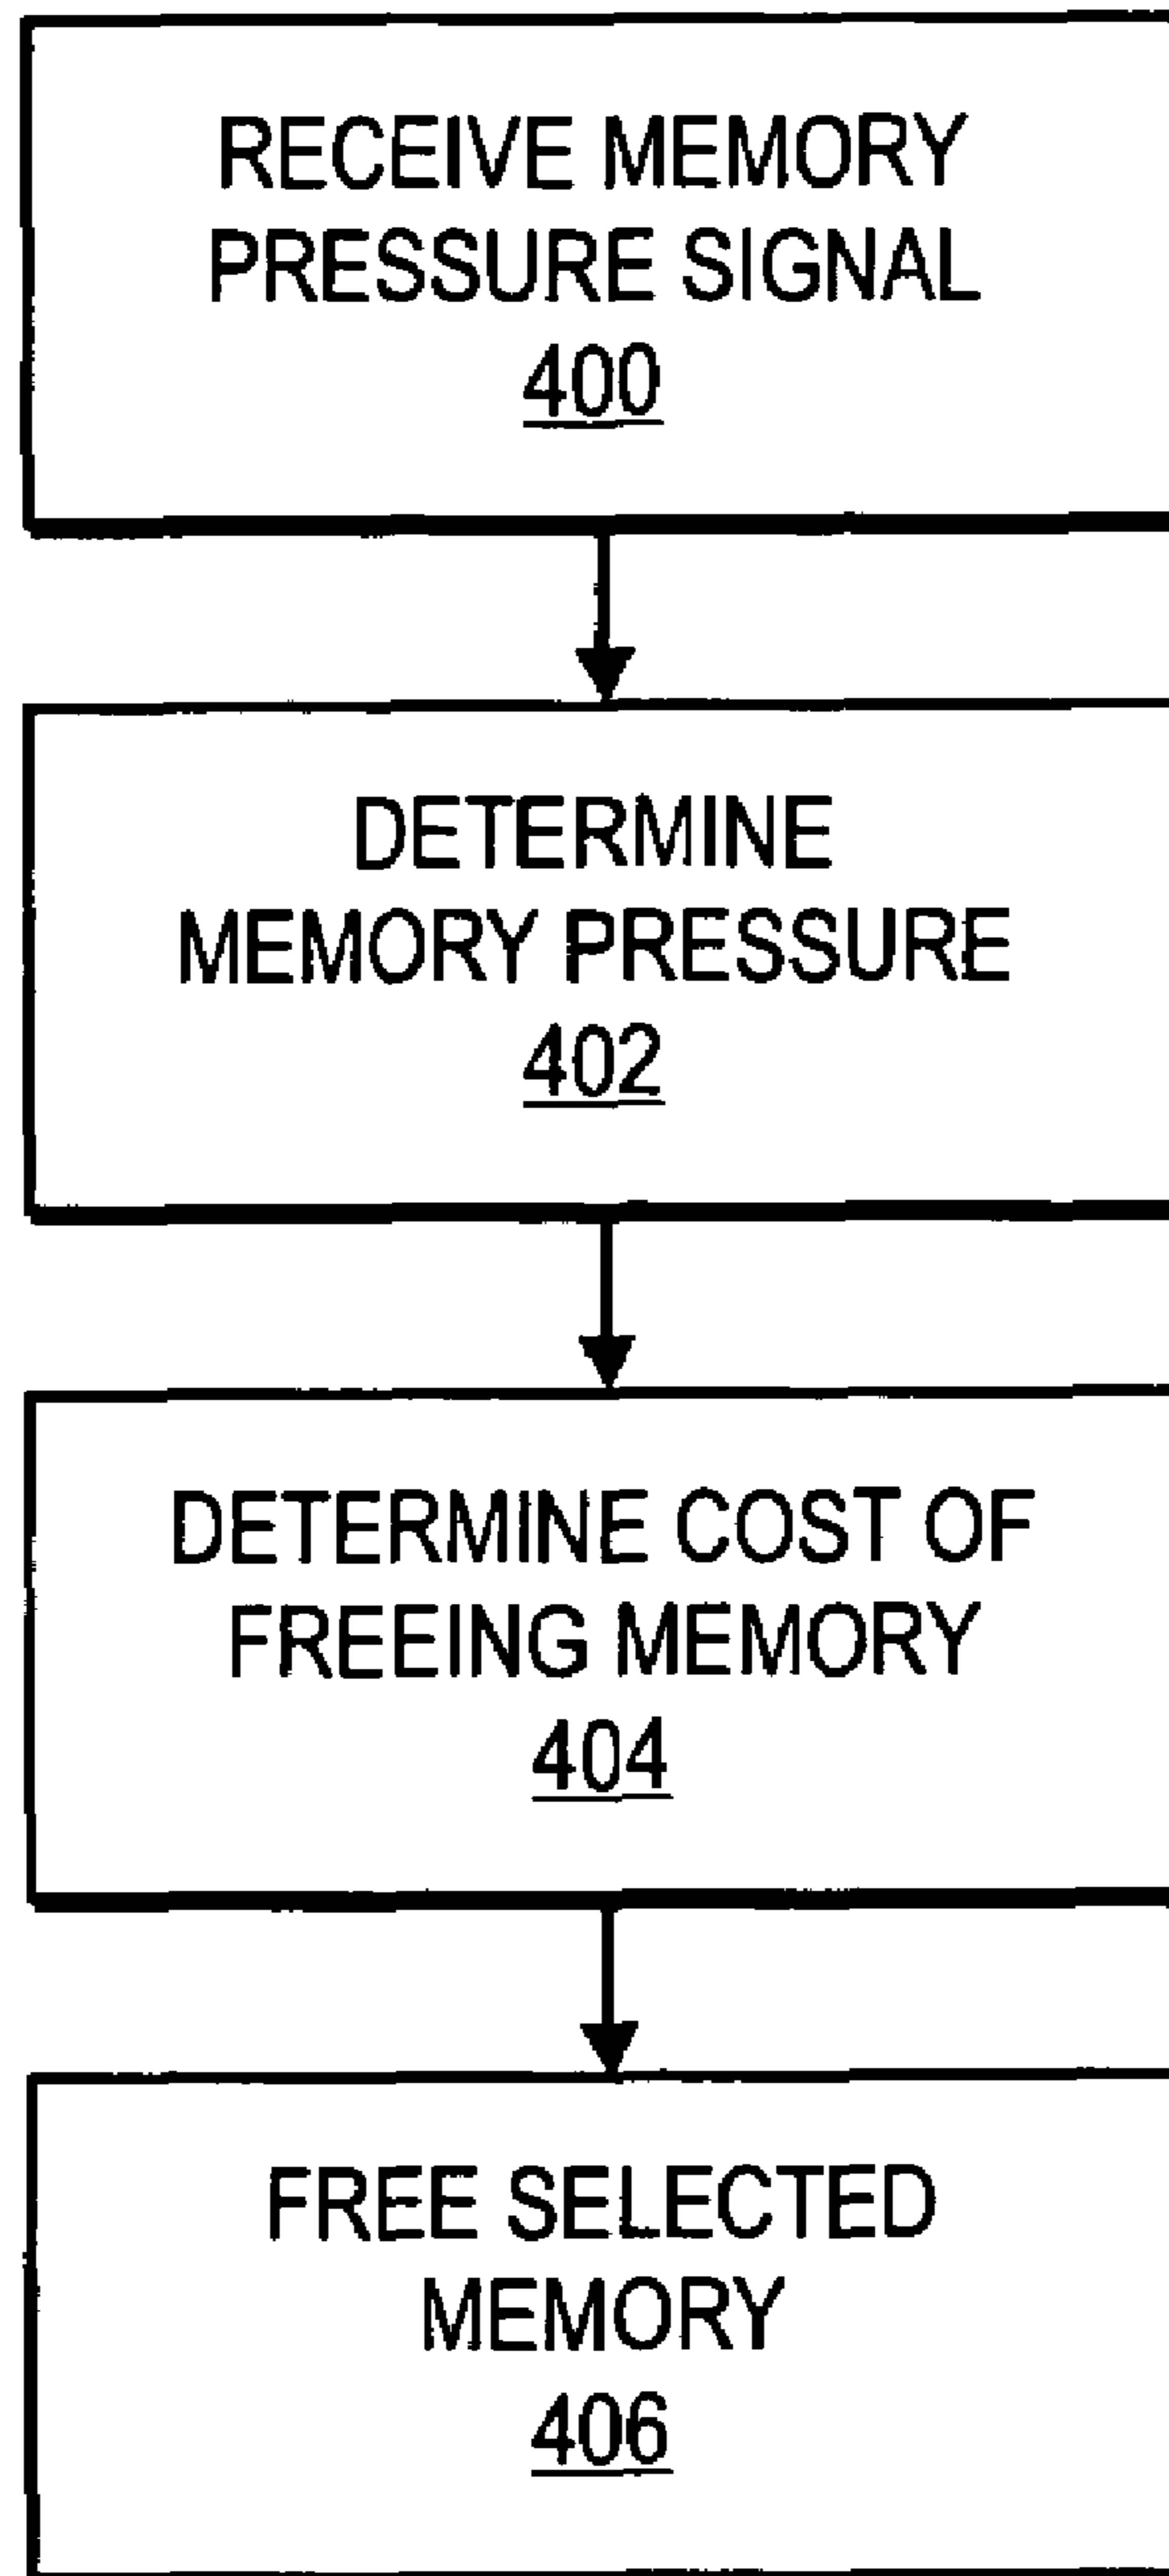 RECEIVE MEMORY
PRESSURE SIGNAL
400
DETERMINE
MEMORY PRESSURE
402
DETERMINE COST OF
FREEING MEMORY
404
FREE SELECTED
MEMORY
406